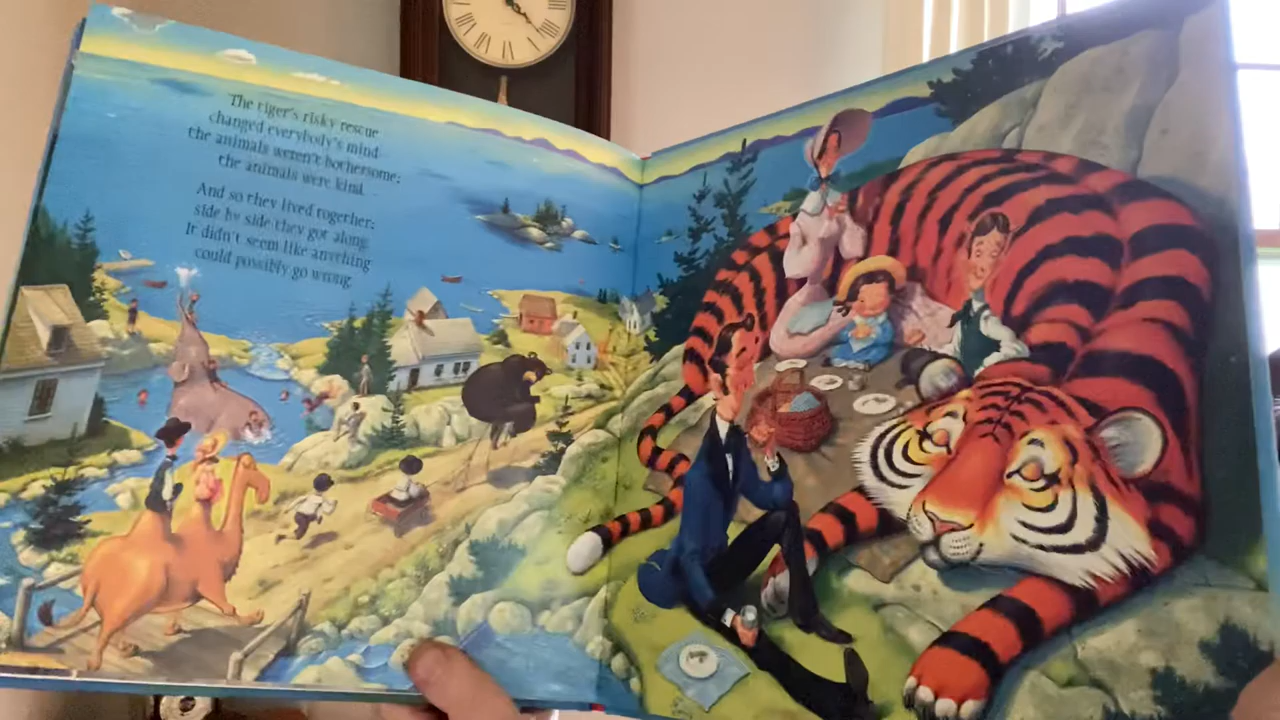 The tiger's risky rescue
changed everybody's mind
the animals weren't bothersome;
the animals were kind.
And so they lived together;
side by side they got along.
It didn't seem like anything
could possibly go wrong.